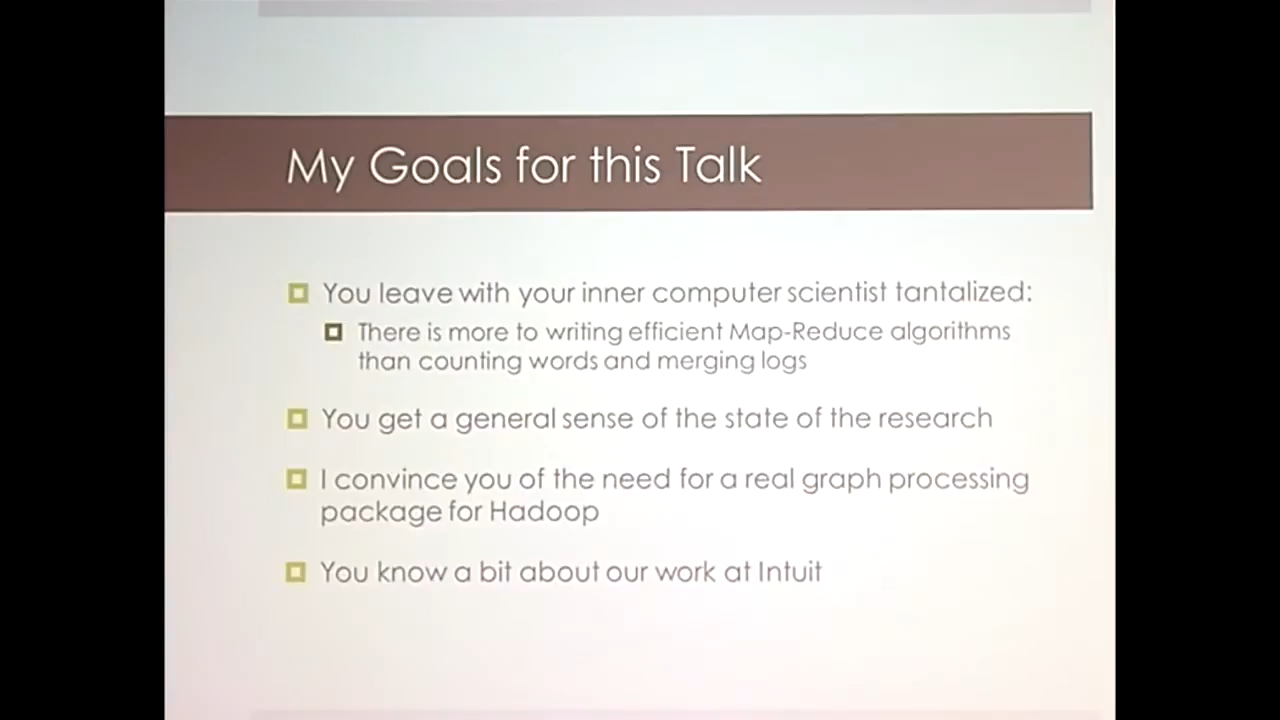 My Goals for this Talk
You leave with your inner computer scientist tantalized:
There is more to writing efficient Map-Reduce algorithms
than counting words and merging logs
You get a general sense of the state of the research
I convince you of the need for a real graph processing
package for Hadoop
You know a bit about our work at Intuit